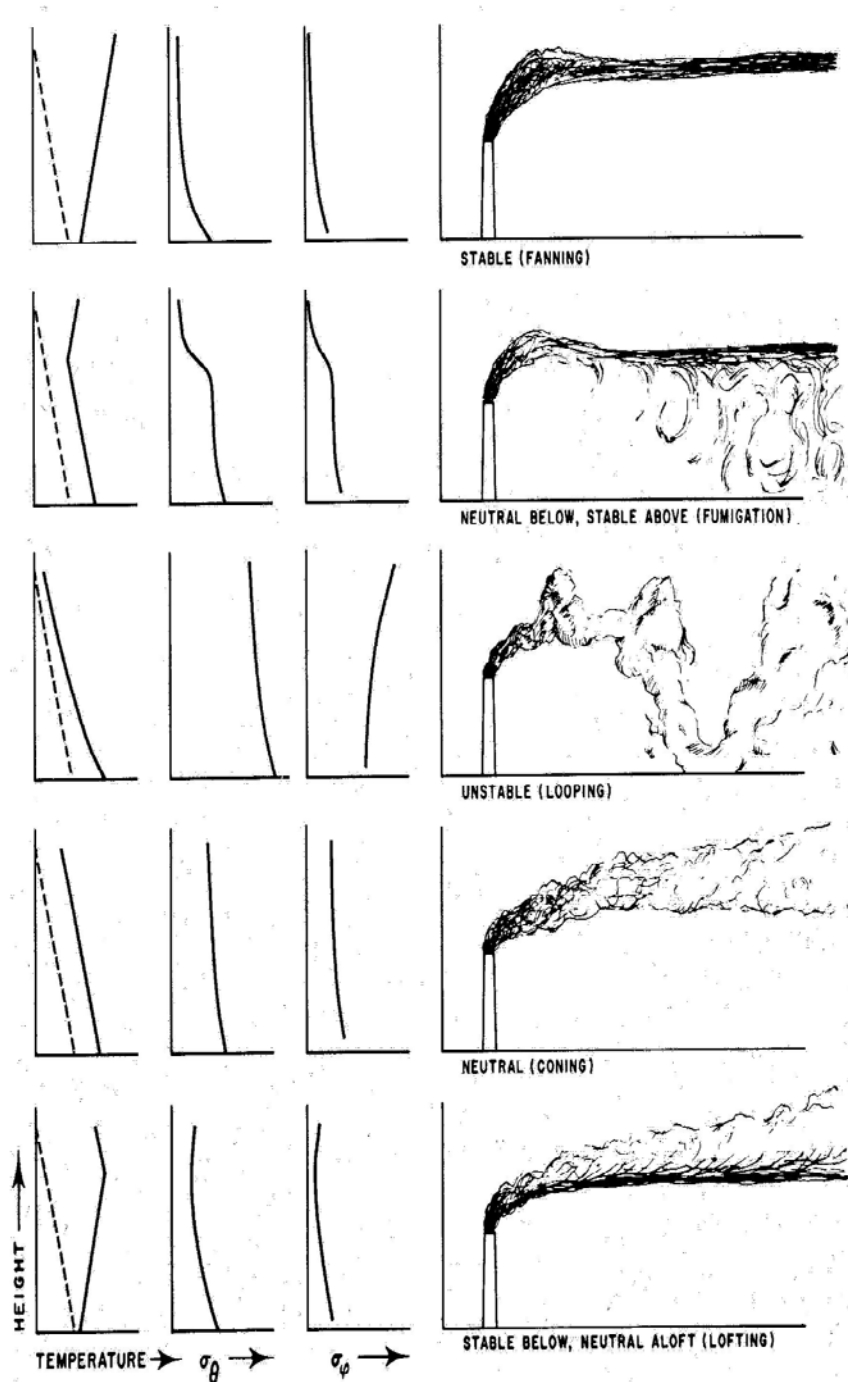 STABLE (FANNING)
NEUTRAL BELOW, STABLE ABOVE (FUMIGATION)
UNSTABLE (LOOPING)
NEUTRAL (CONING)
STABLE BELOW, NEUTRAL ALOFT (LOFTING)
HEIGHT
TEMPERATURE
σθ
σφ